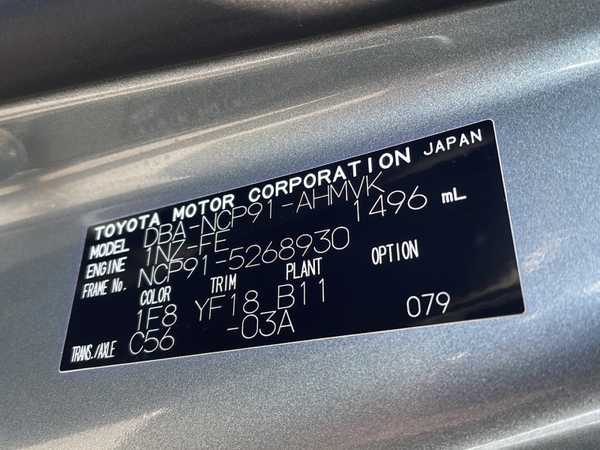 TOYOTA MOTOR CORPORATION JAPAN
MODEL DBA-NCP91-AHMVK
ENGINE 1NZ-FE 1496 mL
FRAME No. NCP91-5268930
COLOR TRIM PLANT OPTION
1F8 YF18 B11
TRANS./AXLE C56 -03A 079